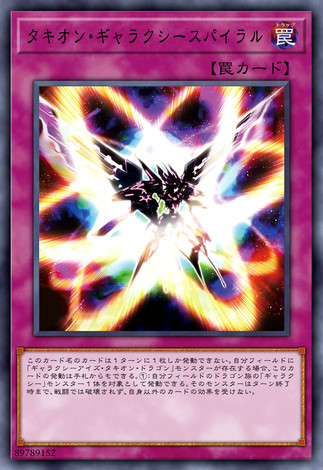 タキオン・ギャラクシースパイラル
トラップ
罠
【罠カード】
このカード名のカードは1ターンに1枚しか発動できない。自分フィールドに
「ギャラクシーアイズ・タキオン・ドラゴン」モンスターが存在する場合、このカ
ードの発動は手札からもできる。①:自分フィールドのドラゴン族の「ギャラク
シー」モンスター1体を対象として発動できる。そのモンスターはターン終了
時まで、戦闘では破壊されず、自身以外のカードの効果を受けない。
89789152